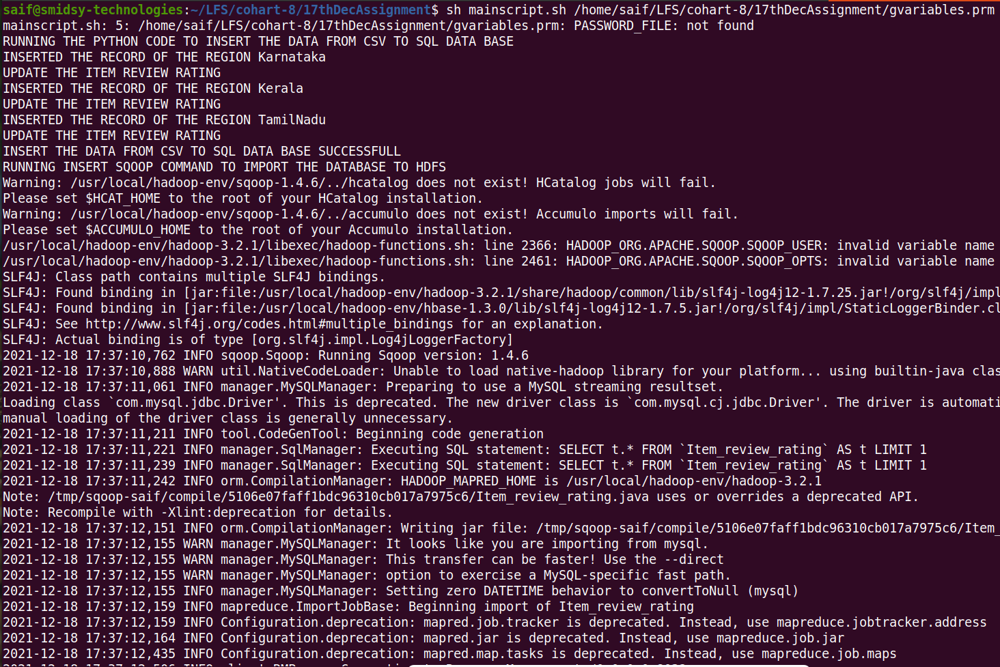 saif@smidsy-technologies:~/LFS/cohart-8/17thDecAssignment$ sh mainscript.sh /home/saif/LFS/cohart-8/17thDecAssignment/gvariables.prm
mainscript.sh: 5: /home/saif/LFS/cohart-8/17thDecAssignment/gvariables.prm: PASSWORD_FILE: not found
RUNNING THE PYTHON CODE TO INSERT THE DATA FROM CSV TO SQL DATA BASE
INSERTED THE RECORD OF THE REGION Karnataka
UPDATE THE ITEM REVIEW RATING
INSERTED THE RECORD OF THE REGION Kerala
UPDATE THE ITEM REVIEW RATING
INSERTED THE RECORD OF THE REGION TamilNadu
UPDATE THE ITEM REVIEW RATING
INSERT THE DATA FROM CSV TO SQL DATA BASE SUCCESSFULL
RUNNING INSERT SQOOP COMMAND TO IMPORT THE DATABASE TO HDFS
Warning: /usr/local/hadoop-env/sqoop-1.4.6/../hcatalog does not exist! HCatalog jobs will fail.
Please set $HCAT_HOME to the root of your HCatalog installation.
Warning: /usr/local/hadoop-env/sqoop-1.4.6/../accumulo does not exist! Accumulo imports will fail.
Please set $ACCUMULO_HOME to the root of your Accumulo installation.
/usr/local/hadoop-env/hadoop-3.2.1/libexec/hadoop-functions.sh: line 2366: HADOOP_ORG.APACHE.SQOOP.SQOOP_USER: invalid variable name
/usr/local/hadoop-env/hadoop-3.2.1/libexec/hadoop-functions.sh: line 2461: HADOOP_ORG.APACHE.SQOOP.SQOOP_OPTS: invalid variable name
SLF4J: Class path contains multiple SLF4J bindings.
SLF4J: Found binding in [jar:file:/usr/local/hadoop-env/hadoop-3.2.1/share/hadoop/common/lib/slf4j-log4j12-1.7.25.jar!/org/slf4j/impl
SLF4J: Found binding in [jar:file:/usr/local/hadoop-env/hbase-1.3.0/lib/slf4j-log4j12-1.7.5.jar!/org/slf4j/impl/StaticLoggerBinder.cl
SLF4J: See http://www.slf4j.org/codes.html#multiple_bindings for an explanation.
SLF4J: Actual binding is of type [org.slf4j.impl.Log4jLoggerFactory]
2021-12-18 17:37:10,762 INFO sqoop.Sqoop: Running Sqoop version: 1.4.6
2021-12-18 17:37:10,888 WARN util.NativeCodeLoader: Unable to load native-hadoop library for your platform... using builtin-java clas
2021-12-18 17:37:11,061 INFO manager.MySQLManager: Preparing to use a MySQL streaming resultset.
Loading class `com.mysql.jdbc.Driver'. This is deprecated. The new driver class is `com.mysql.cj.jdbc.Driver'. The driver is automati
manual loading of the driver class is generally unnecessary.
2021-12-18 17:37:11,211 INFO tool.CodeGenTool: Beginning code generation
2021-12-18 17:37:11,221 INFO manager.SqlManager: Executing SQL statement: SELECT t.* FROM `Item_review_rating` AS t LIMIT 1
2021-12-18 17:37:11,239 INFO manager.SqlManager: Executing SQL statement: SELECT t.* FROM `Item_review_rating` AS t LIMIT 1
2021-12-18 17:37:11,242 INFO orm.CompilationManager: HADOOP_MAPRED_HOME is /usr/local/hadoop-env/hadoop-3.2.1
Note: /tmp/sqoop-saif/compile/5106e07faff1bdc96310cb017a7975c6/Item_review_rating.java uses or overrides a deprecated API.
Note: Recompile with -Xlint:deprecation for details.
2021-12-18 17:37:12,151 INFO orm.CompilationManager: Writing jar file: /tmp/sqoop-saif/compile/5106e07faff1bdc96310cb017a7975c6/Item_
2021-12-18 17:37:12,155 WARN manager.MySQLManager: It looks like you are importing from mysql.
2021-12-18 17:37:12,155 WARN manager.MySQLManager: This transfer can be faster! Use the --direct
2021-12-18 17:37:12,155 WARN manager.MySQLManager: option to exercise a MySQL-specific fast path.
2021-12-18 17:37:12,155 INFO manager.MySQLManager: Setting zero DATETIME behavior to convertToNull (mysql)
2021-12-18 17:37:12,159 INFO mapreduce.ImportJobBase: Beginning import of Item_review_rating
2021-12-18 17:37:12,159 INFO Configuration.deprecation: mapred.job.tracker is deprecated. Instead, use mapreduce.jobtracker.address
2021-12-18 17:37:12,164 INFO Configuration.deprecation: mapred.jar is deprecated. Instead, use mapreduce.job.jar
2021-12-18 17:37:12,435 INFO Configuration.deprecation: mapred.map.tasks is deprecated. Instead, use mapreduce.job.maps